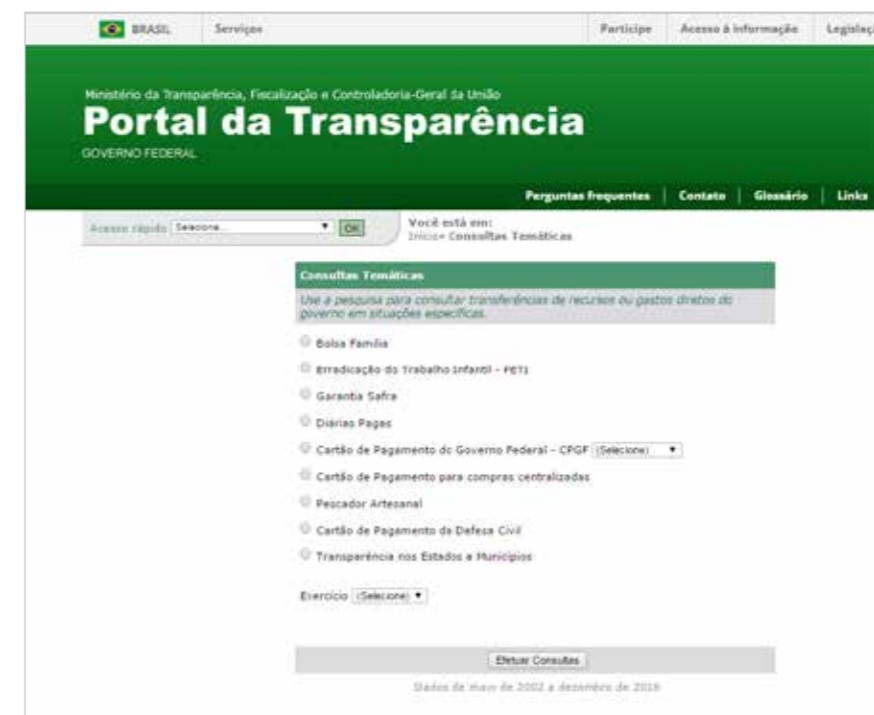 BRASIL Serviços Participe Acesso à informação Legislaç
Ministério da Transparência, Fiscalização e Controladoria-Geral da União
Portal da Transparência
GOVERNO FEDERAL
Perguntas frequentes Contato Glossário Links
Acesso rápido Selecione... OK
Você está em:
Início» Consultas Temáticas
Consultas Temáticas
Use a pesquisa para consultar transferências de recursos ou gastos diretos do
governo em situações específicas.
Bolsa Família
Erradicação do Trabalho Infantil - PETI
Garantia Safra
Diárias Pagas
Cartão de Pagamento do Governo Federal - CPGF (Selecione)
Cartão de Pagamento para compras centralizadas
Pescador Artesanal
Cartão de Pagamento da Defesa Civil
Transparência nos Estados e Municípios
Exercício (Selecione)
Efetuar Consultas
Dados de maio de 2002 a dezembro de 2016